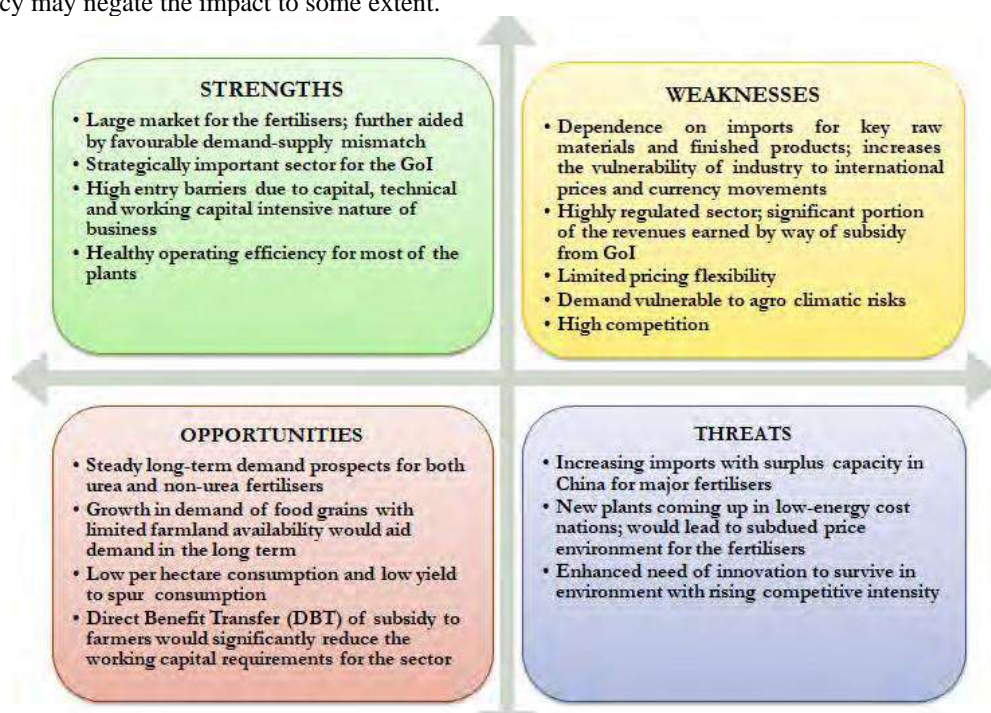 cy may negate the impact to some extent.
STRENGTHS
• Large market for the fertilisers; further aided
by favourable demand-supply mismatch
• Strategically important sector for the GoI
• High entry barriers due to capital, technical
and working capital intensive nature of
business
• Healthy operating efficiency for most of the
plants
WEAKNESSES
• Dependence on imports for key raw
materials and finished products; increases
the vulnerability of industry to international
prices and currency movements
• Highly regulated sector; significant portion
of the revenues earned by way of subsidy
from GoI
• Limited pricing flexibility
• Demand vulnerable to agro climatic risks
• High competition
OPPORTUNITIES
• Steady long-term demand prospects for both
urea and non-urea fertilisers
• Growth in demand of food grains with
limited farmland availability would aid
demand in the long term
• Low per hectare consumption and low yield
to spur consumption
• Direct Benefit Transfer (DBT) of subsidy to
farmers would significantly reduce the
working capital requirements for the sector
THREATS
• Increasing imports with surplus capacity in
China for major fertilisers
• New plants coming up in low-energy cost
nations; would lead to subdued price
environment for the fertilisers
• Enhanced need of innovation to survive in
environment with rising competitive intensity